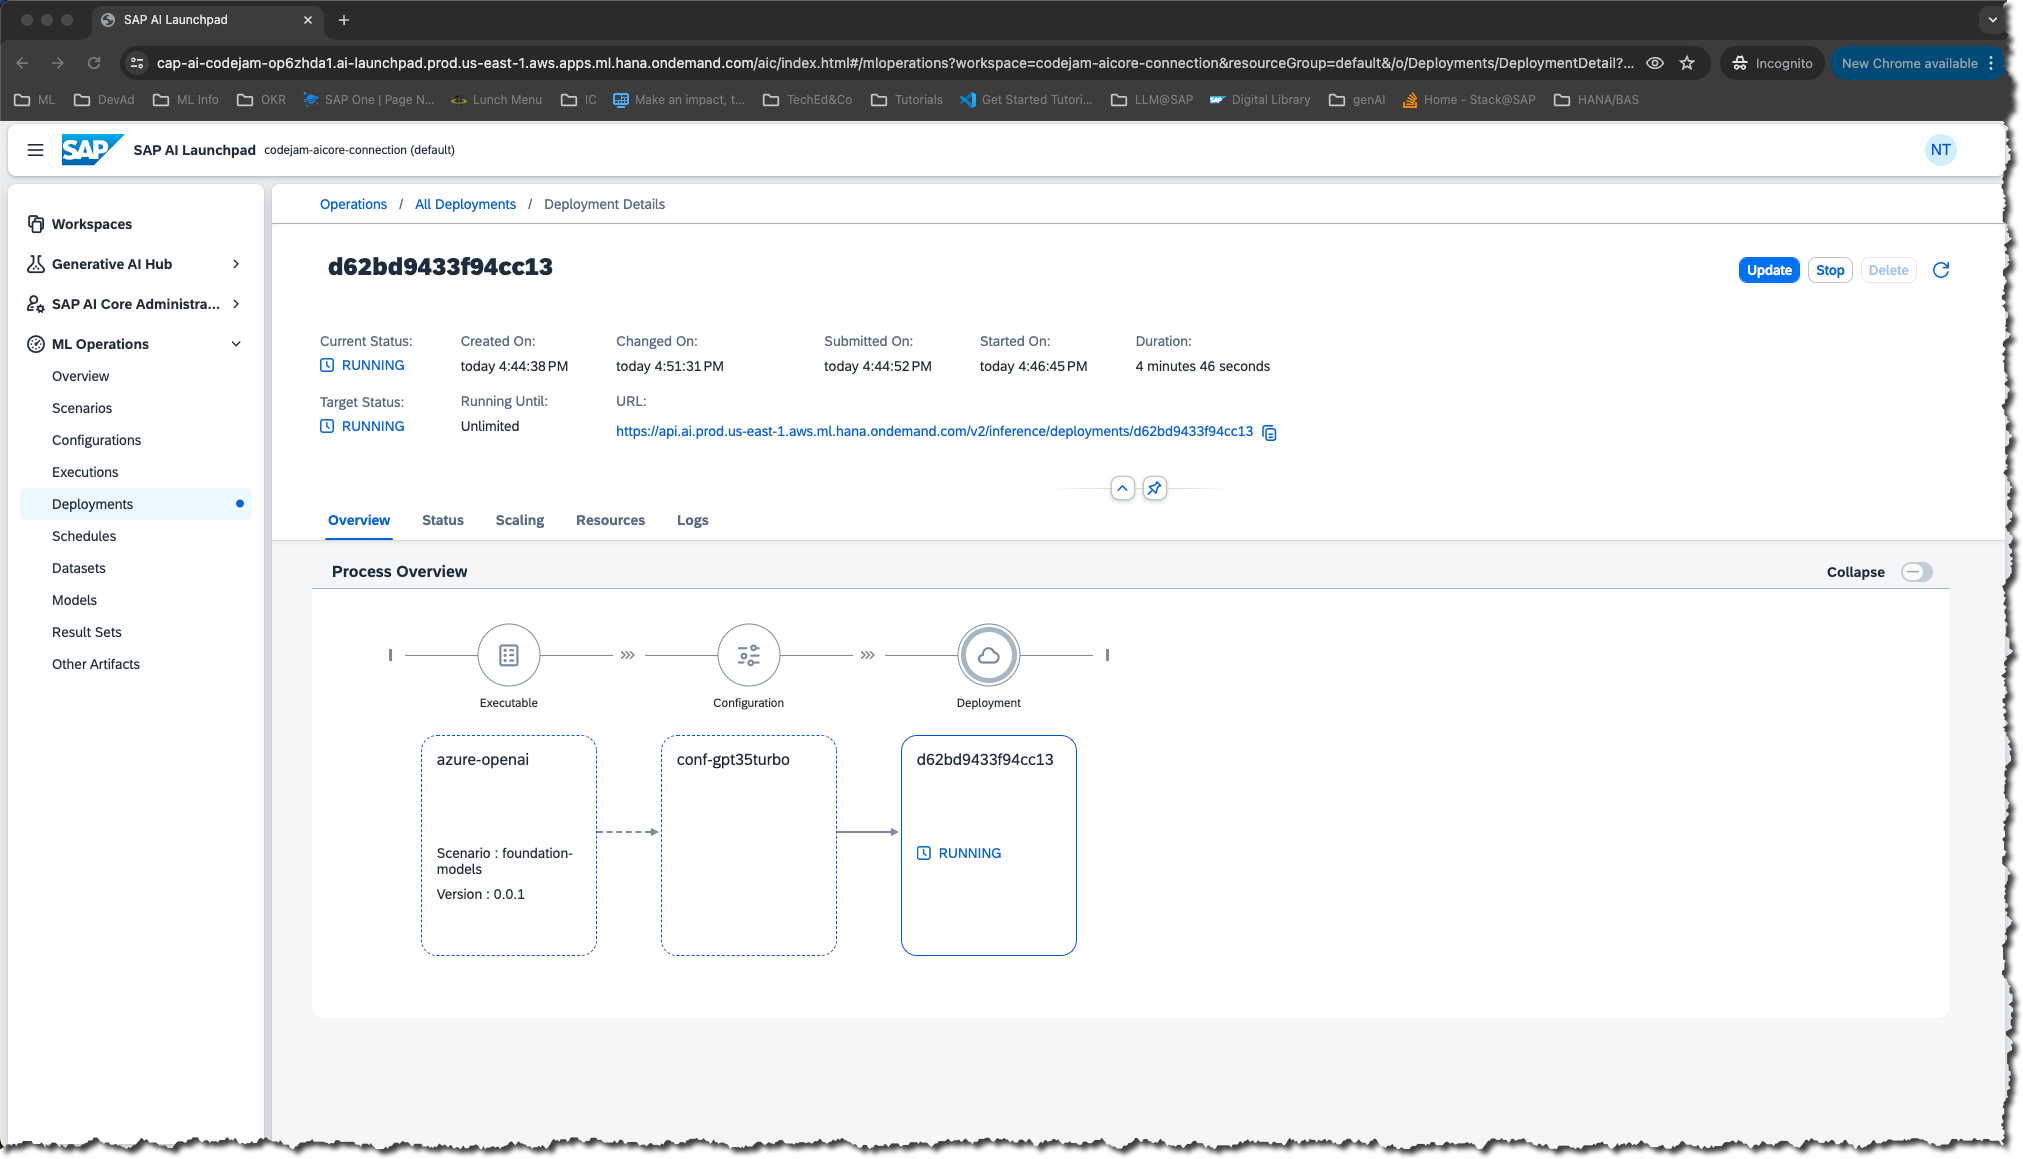 SAP AI Launchpad
cap-ai-codejam-op6zhda1.ai-launchpad.prod.us-east-1.aws.apps.ml.hana.ondemand.com/aic/index.html#/mloperations?workspace=codejam-aicore-connection&resourceGroup=default&/o/Deployments/DeploymentDetail?...
Incognito
New Chrome available
ML
DevAd
ML Info
OKR
SAP One | Page N...
Lunch Menu
IC
Make an impact, t...
TechEd&Co
Tutorials
Get Started Tutori...
LLM@SAP
Digital Library
genAI
Home - Stack@SAP
HANA/BAS
SAP
SAP AI Launchpad codejam-aicore-connection (default)
NT
Workspaces
Generative AI Hub
SAP AI Core Administra...
ML Operations
Overview
Scenarios
Configurations
Executions
Deployments
Schedules
Datasets
Models
Result Sets
Other Artifacts
Operations / All Deployments / Deployment Details
d62bd9433f94cc13
Update
Stop
Delete
Current Status:
RUNNING
Created On:
today 4:44:38 PM
Changed On:
today 4:51:31 PM
Submitted On:
today 4:44:52 PM
Started On:
today 4:46:45 PM
Duration:
4 minutes 46 seconds
Target Status:
RUNNING
Running Until:
Unlimited
URL:
https://api.ai.prod.us-east-1.aws.ml.hana.ondemand.com/v2/inference/deployments/d62bd9433f94cc13
Overview
Status
Scaling
Resources
Logs
Process Overview
Collapse
Executable
Configuration
Deployment
azure-openai
Scenario : foundation-
models
Version : 0.0.1
conf-gpt35turbo
d62bd9433f94cc13
RUNNING